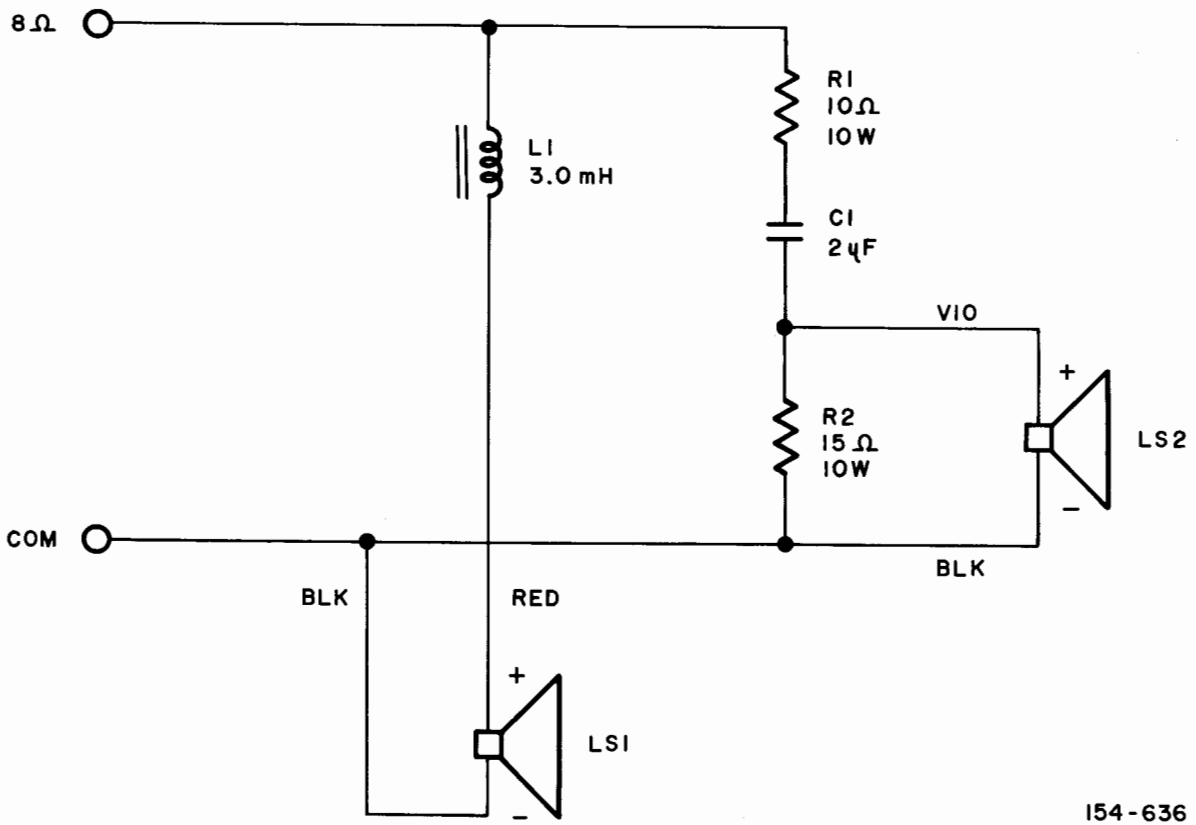 8Ω
R1
10Ω
10W
L1
3.0 mH
C1
2µF
VIO
+
R2
15Ω
10W
LS2
−
COM
BLK
BLK
RED
+
LS1
−
154-636